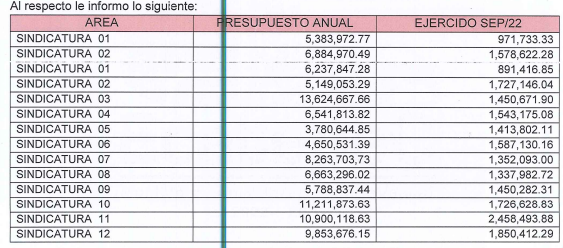 Al respecto le informo lo siguiente:
AREA PRESUPUESTO ANUAL EJERCIDO SEP/22
SINDICATURA 01 5,383,972.77 971,733.33
SINDICATURA 02 6,884,970.49 1,578,622.28
SINDICATURA 01 6,237,847.28 891,416.85
SINDICATURA 02 5,149,053.29 1,727,146.04
SINDICATURA 03 13,624,667.66 1,450,671.90
SINDICATURA 04 6,541,813.82 1,543,175.08
SINDICATURA 05 3,780,644.85 1,413,802.11
SINDICATURA 06 4,650,531.39 1,587,130.16
SINDICATURA 07 8,263,703,73 1,352,093.00
SINDICATURA 08 6,663,296.02 1,337,982.72
SINDICATURA 09 5,788,837.44 1,450,282.31
SINDICATURA 10 11,211,873.63 1,726,628.83
SINDICATURA 11 10,900,118.63 2,458,493.88
SINDICATURA 12 9,853,676.15 1,850,412.29